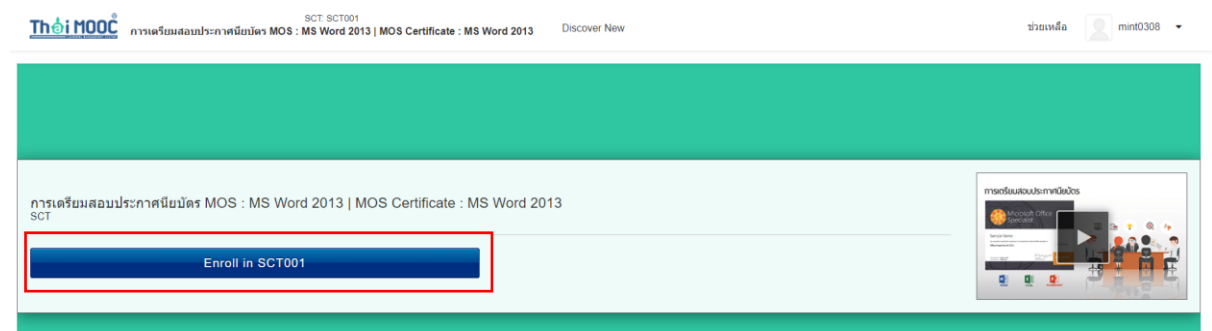 Thai MOOC
SCT: SCT001
การเตรียมสอบประกาศนียบัตร MOS : MS Word 2013 | MOS Certificate : MS Word 2013
Discover New
ช่วยเหลือ
mint0308
การเตรียมสอบประกาศนียบัตร MOS : MS Word 2013 | MOS Certificate : MS Word 2013
SCT
Enroll in SCT001
การเตรียมสอบประกาศนียบัตร
Microsoft Office
Specialist